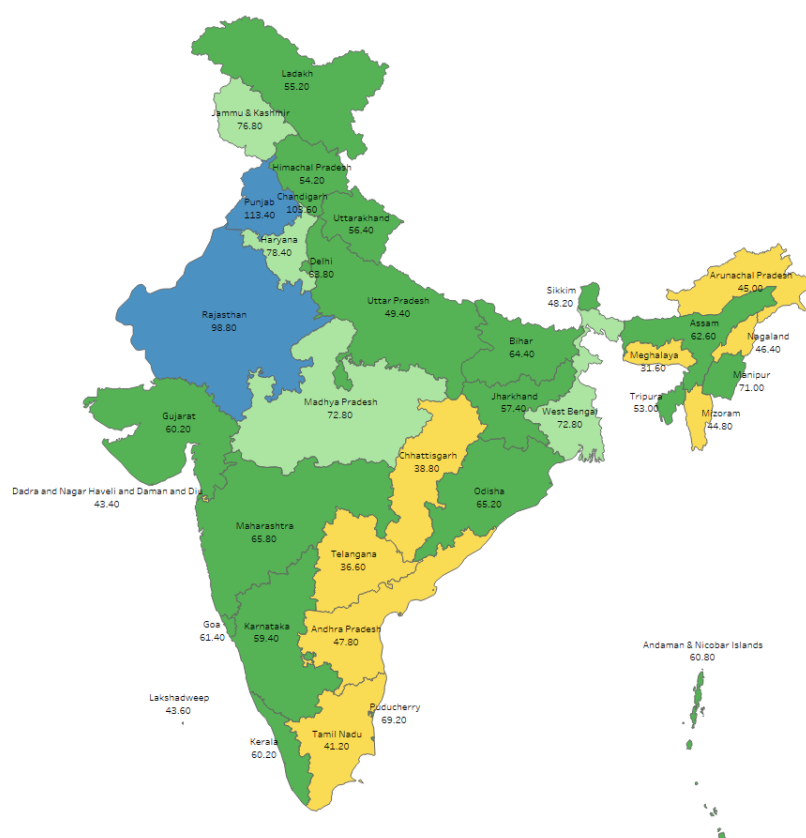 Ladakh
55.20
Jammu & Kashmir
76.80
Himachal Pradesh
54.20
Punjab
113.40
Chandigarh
103.60
Uttarakhand
56.40
Haryana
78.40
Delhi
63.80
Arunachal Pradesh
45.00
Sikkim
48.20
Rajasthan
98.80
Uttar Pradesh
49.40
Assam
62.60
Nagaland
46.40
Bihar
64.40
Meghalaya
31.60
Manipur
71.00
Jharkhand
57.40
Tripura
53.00
Mizoram
44.80
Gujarat
60.20
Madhya Pradesh
72.80
West Bengal
72.80
Chhattisgarh
38.80
Dadra and Nagar Haveli and Daman and Diu
43.40
Odisha
65.20
Maharashtra
65.80
Telangana
36.60
Goa
61.40
Karnataka
59.40
Andhra Pradesh
47.80
Andaman & Nicobar Islands
60.80
Lakshadweep
43.60
Puducherry
69.20
Kerala
60.20
Tamil Nadu
41.20